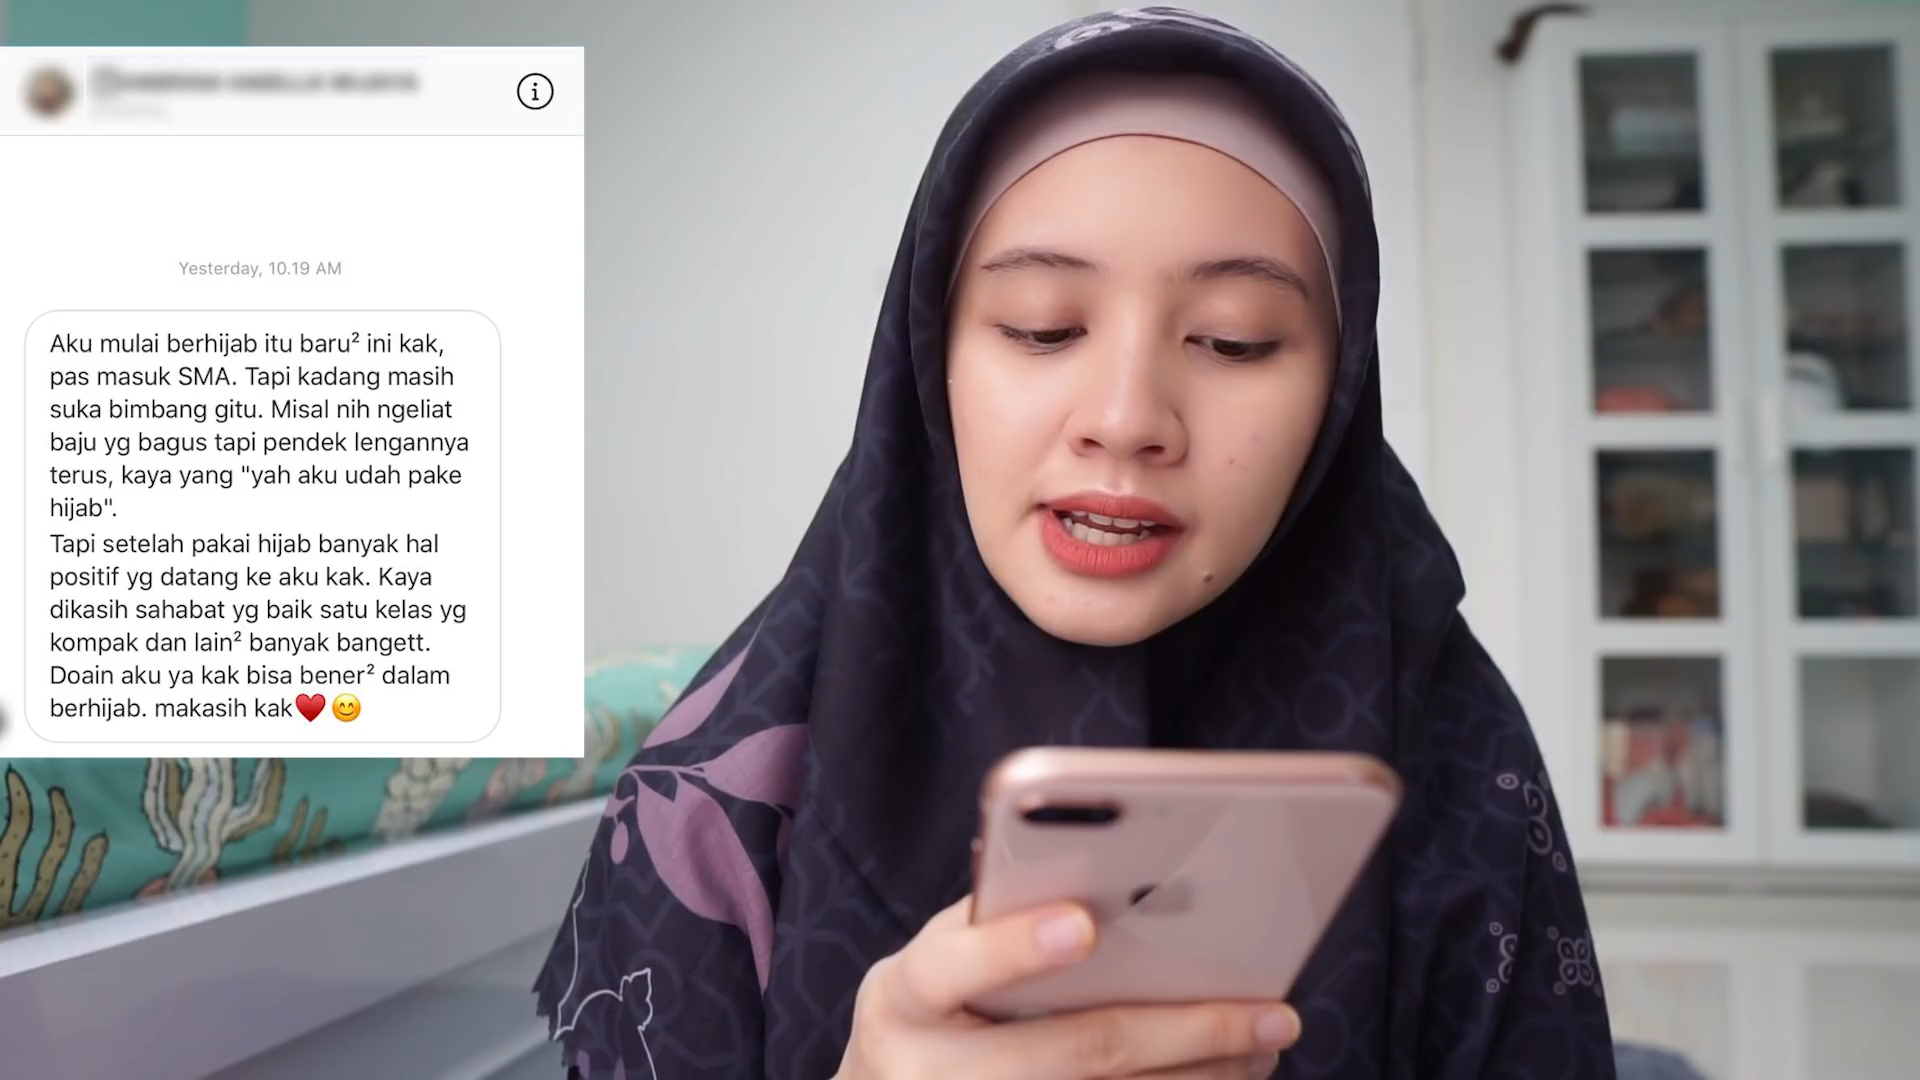 Yesterday, 10.19 AM
Aku mulai berhijab itu baru² ini kak,
pas masuk SMA. Tapi kadang masih
suka bimbang gitu. Misal nih ngeliat
baju yg bagus tapi pendek lengannya
terus, kaya yang "yah aku udah pake
hijab".
Tapi setelah pakai hijab banyak hal
positif yg datang ke aku kak. Kaya
dikasih sahabat yg baik satu kelas yg
kompak dan lain² banyak bangett.
Doain aku ya kak bisa bener² dalam
berhijab. makasih kak♥️😊